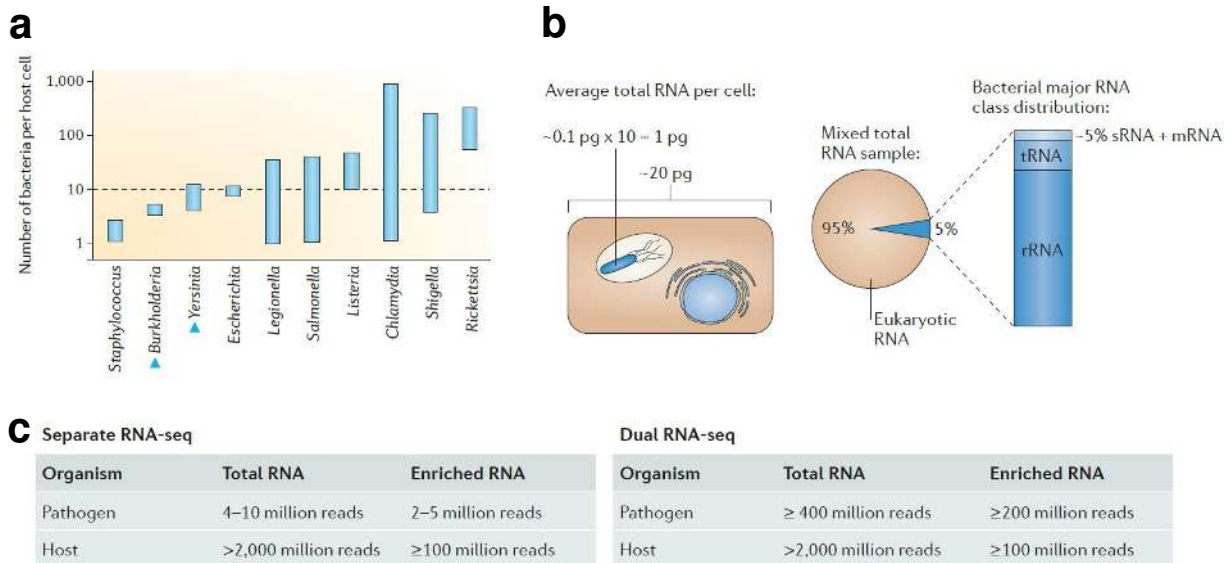 a
Number of bacteria per host cell
1,000
100
10
1
Staphylococcus
Burkholderia
Yersinia
Escherichia
Legionella
Salmonella
Listeria
Chlamydia
Shigella
Rickettsia
b
Average total RNA per cell:
~0.1 pg x 10 – 1 pg
~20 pg
Mixed total
RNA sample:
95%
5%
Eukaryotic
RNA
Bacterial major RNA
class distribution:
~5% sRNA + mRNA
tRNA
rRNA
c
Separate RNA-seq
Organism Total RNA Enriched RNA
Pathogen 4–10 million reads 2–5 million reads
Host >2,000 million reads ≥100 million reads
Dual RNA-seq
Organism Total RNA Enriched RNA
Pathogen ≥ 400 million reads ≥200 million reads
Host >2,000 million reads ≥100 million reads